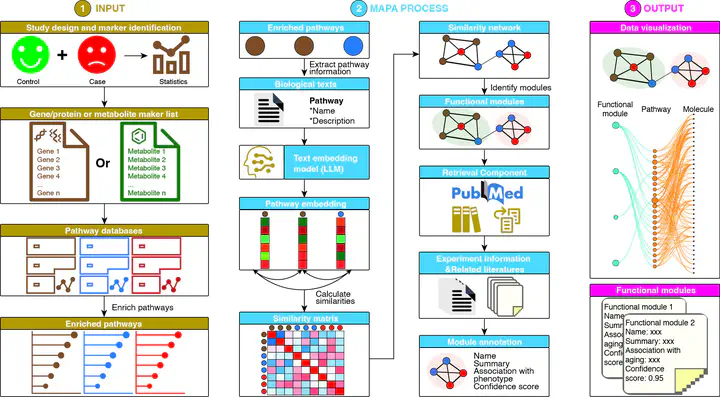 1 INPUT
Study design and marker identification
Control
+
Case
Statistics
Gene/protein or metabolite maker list
Gene 1
Gene 2
Gene 3
Gene 4
...
Gene n
Or
Metabolite 1
Metabolite 2
Metabolite 3
Metabolite 4
...
Metabolite n
Pathway databases
Enrich pathways
Enriched pathways
2 MAPA PROCESS
Enriched pathways
Extract pathway
information
Biological texts
Pathway
*Name
*Description
Text embedding
model (LLM)
Pathway embedding
Calculate
similarities
Similarity matrix
Similarity network
Identify modules
Functional modules
Retrieval Component
PubMed
Experiment information
&Related literatures
Module annotation
Name
Summary
Association with
phenotype
Confidence score
3 OUTPUT
Data visualization
Functional
module
Pathway
Molecule
Functional modules
Functional module 1
Name
Summ
Assoc
aging:
Confi
score
Functional module 2
Name: xxx
Summary: xxx
Association with
aging: xxx
Confidence
score: 0.95